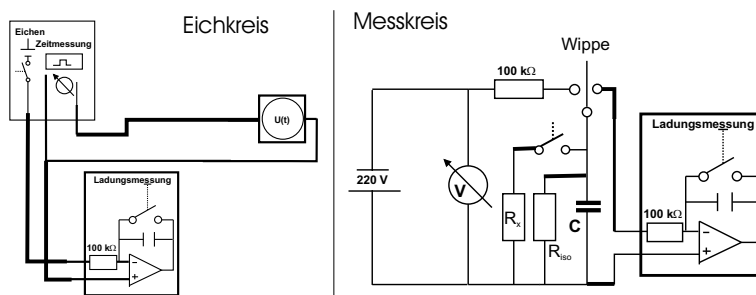 Eichkreis
Eichen
Zeitmessung
U(t)
Ladungsmessung
100 kΩ
−
+
Messkreis
Wippe
100 kΩ
220 V
V
Rx
Riso
C
Ladungsmessung
100 kΩ
−
+